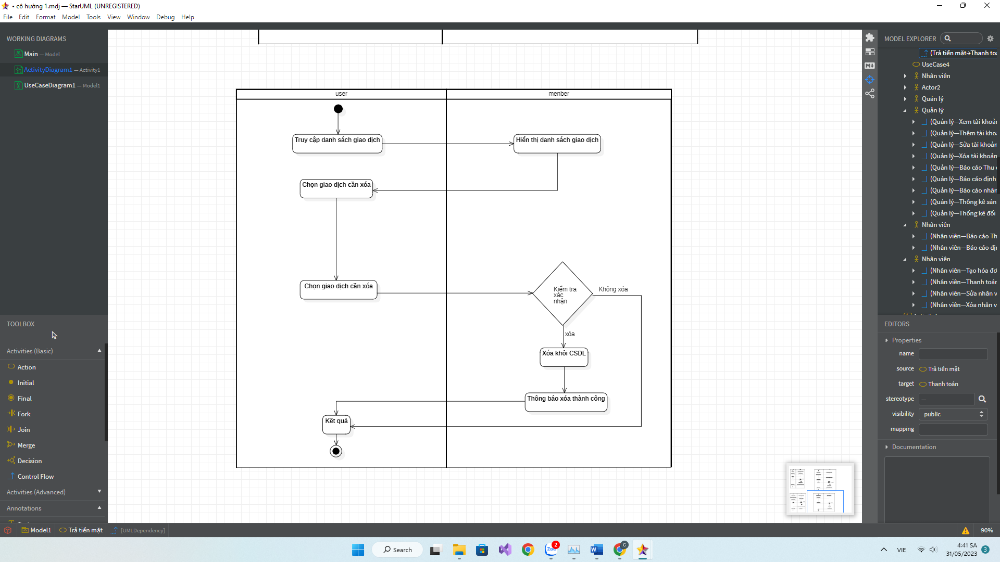 • cô hường 1.mdj — StarUML (UNREGISTERED)
File Edit Format Model Tools View Window Debug Help
WORKING DIAGRAMS
Main — Model
ActivityDiagram1 — Activity1
UseCaseDiagram1 — Model1
TOOLBOX
Activities (Basic)
Action
Initial
Final
Fork
Join
Merge
Decision
Control Flow
Activities (Advanced)
Annotations
user
menber
Truy cập danh sách giao dịch
Hiển thị danh sách giao dịch
Chọn giao dịch cần xóa
Chọn giao dịch cần xóa
Kiểm tra
xác
nhận
Không xóa
xóa
Xóa khỏi CSDL
Thông báo xóa thành công
Kết quả
MODEL EXPLORER
(Trả tiền mặt→Thanh toá
UseCase4
Nhân viên
Actor2
Quản lý
Quản lý
(Quản lý—Xem tài khoản
(Quản lý—Thêm tài kho
(Quản lý—Sửa tài khoản
(Quản lý—Xóa tài khoản
(Quản lý—Báo cáo Thu
(Quản lý—Báo cáo định
(Quản lý—Báo cáo nhân
(Quản lý—Thống kê sản
(Quản lý—Thống kê đối
Nhân viên
(Nhân viên—Báo cáo Th
(Nhân viên—Báo cáo địn
Nhân viên
(Nhân viên—Tạo hóa đơ
(Nhân viên—Thanh toán
(Nhân viên—Sửa nhân v
(Nhân viên—Xóa nhân v
EDITORS
Properties
name
source Trả tiền mặt
target Thanh toán
stereotype —
visibility public
mapping
Documentation
Model1 Trả tiền mặt [UMLDependency]
90%
Search
Zalo
2
C
VIE
4:41 SA
31/05/2023
3